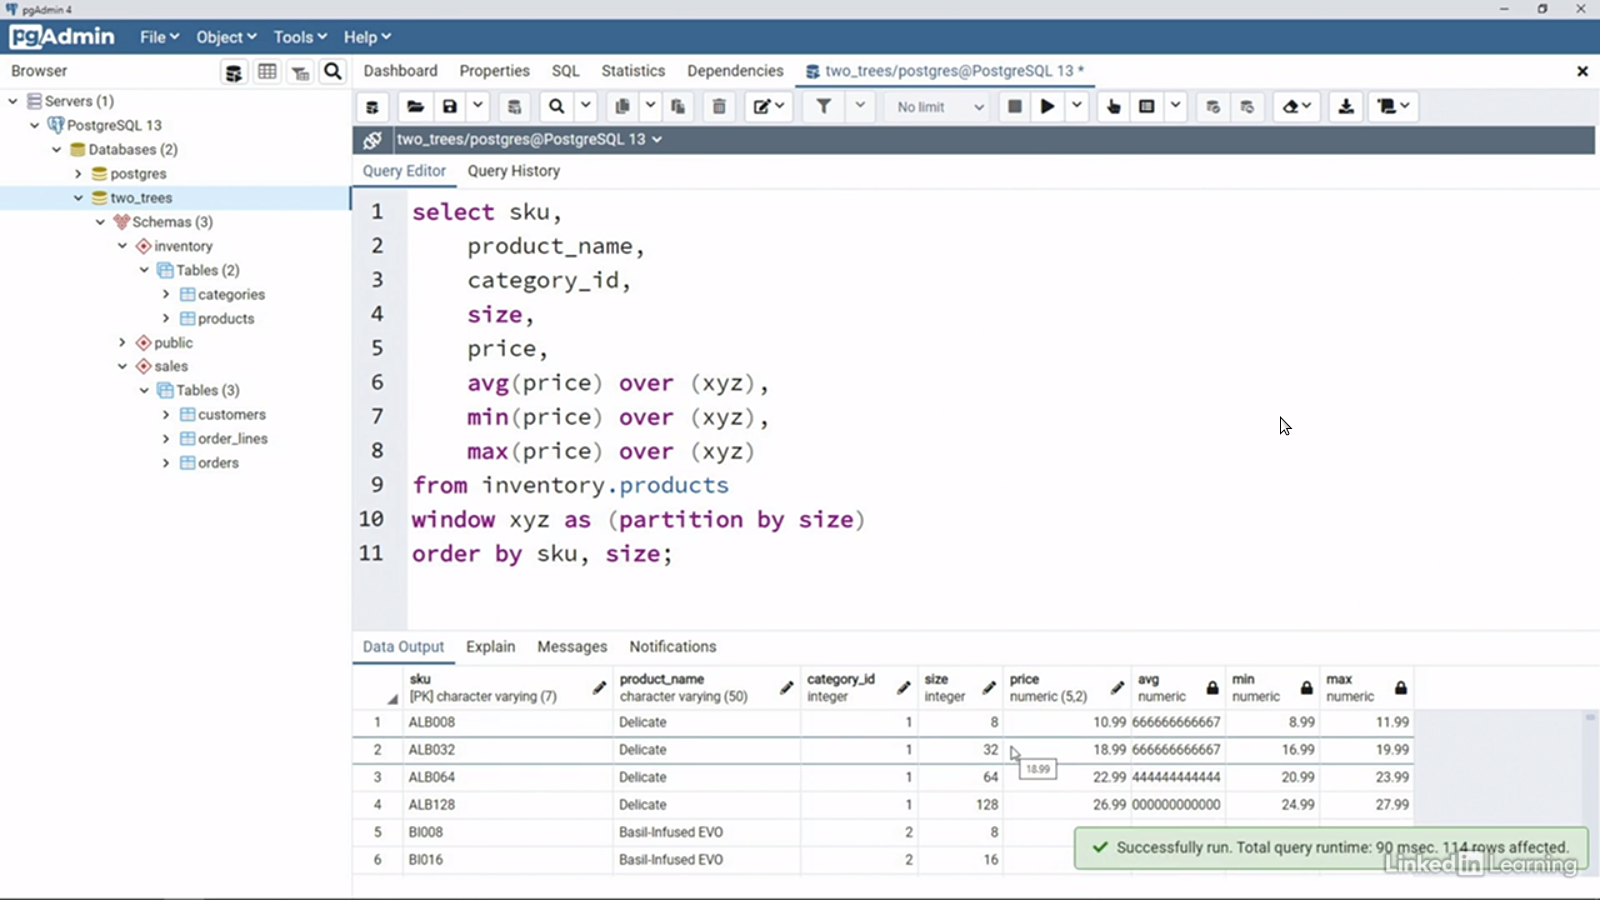 pgAdmin 4
pgAdmin File Object Tools Help
Browser
Dashboard Properties SQL Statistics Dependencies two_trees/postgres@PostgreSQL 13 *
No limit
two_trees/postgres@PostgreSQL 13
Servers (1)
PostgreSQL 13
Databases (2)
postgres
two_trees
Schemas (3)
inventory
Tables (2)
categories
products
public
sales
Tables (3)
customers
order_lines
orders
Query Editor Query History
1 select sku,
2 product_name,
3 category_id,
4 size,
5 price,
6 avg(price) over (xyz),
7 min(price) over (xyz),
8 max(price) over (xyz)
9 from inventory.products
10 window xyz as (partition by size)
11 order by sku, size;
Data Output Explain Messages Notifications
sku product_name category_id size price avg min max
[PK] character varying (7) character varying (50) integer integer numeric (5,2) numeric numeric numeric
1 ALB008 Delicate 1 8 10.99 666666666667 8.99 11.99
2 ALB032 Delicate 1 32 18.99 666666666667 16.99 19.99
18.99
3 ALB064 Delicate 1 64 22.99 444444444444 20.99 23.99
4 ALB128 Delicate 1 128 26.99 000000000000 24.99 27.99
5 BI008 Basil-Infused EVO 2 8
6 BI016 Basil-Infused EVO 2 16
Successfully run. Total query runtime: 90 msec. 114 rows affected.
Linked in Learning